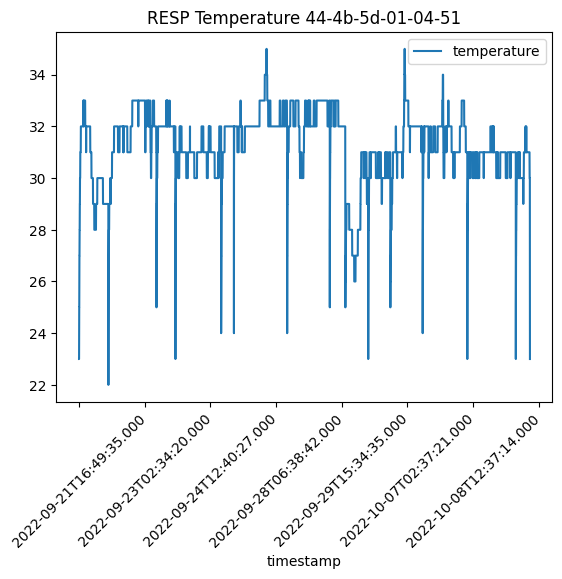 RESP Temperature 44-4b-5d-01-04-51
temperature
34
32
30
28
26
24
22
2022-09-21T16:49:35.000
2022-09-23T02:34:20.000
2022-09-24T12:40:27.000
2022-09-28T06:38:42.000
2022-09-29T15:34:35.000
2022-10-07T02:37:21.000
2022-10-08T12:37:14.000
timestamp